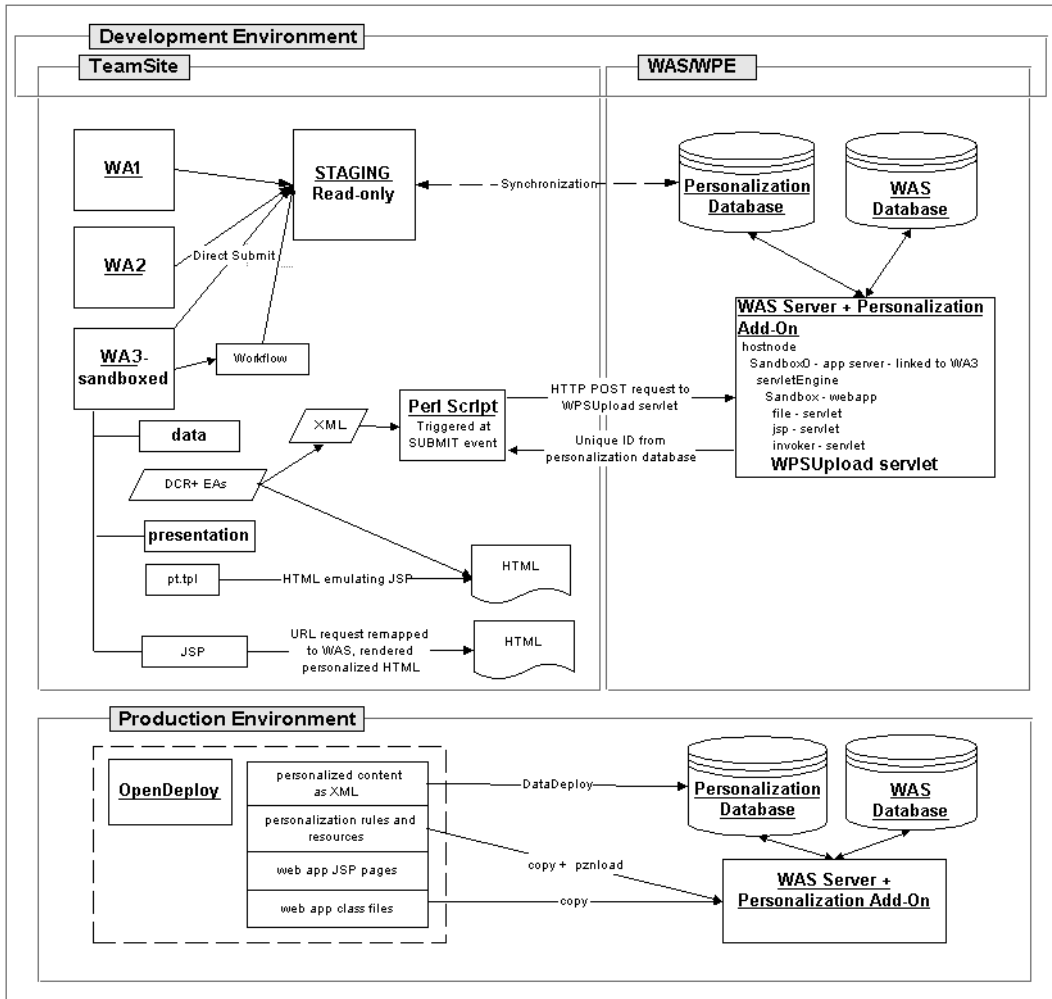 Development Environment
TeamSite
WAS/WPE
WA1
STAGING
Read-only
Synchronization
Personalization
Database
WAS
Database
WA2
Direct Submit
WA3-
sandboxed
Workflow
WAS Server + Personalization
Add-On
hostnode
Sandbox0 - app server - linked to WA3
servletEngine
Sandbox - webapp
file - servlet
jsp - servlet
invoker - servlet
WPSUpload servlet
HTTP POST request to
WPSUpload servlet
Unique ID from
personalization database
Perl Script
Triggered at
SUBMIT event
XML
data
DCR+ EAs
presentation
pt.tpl
HTML emulating JSP
HTML
JSP
URL request remapped
to WAS, rendered
personalized HTML
HTML
Production Environment
OpenDeploy
personalized content
as XML
personalization rules and
resources
web app JSP pages
web app class files
DataDeploy
copy + pznload
copy
Personalization
Database
WAS
Database
WAS Server +
Personalization Add-On